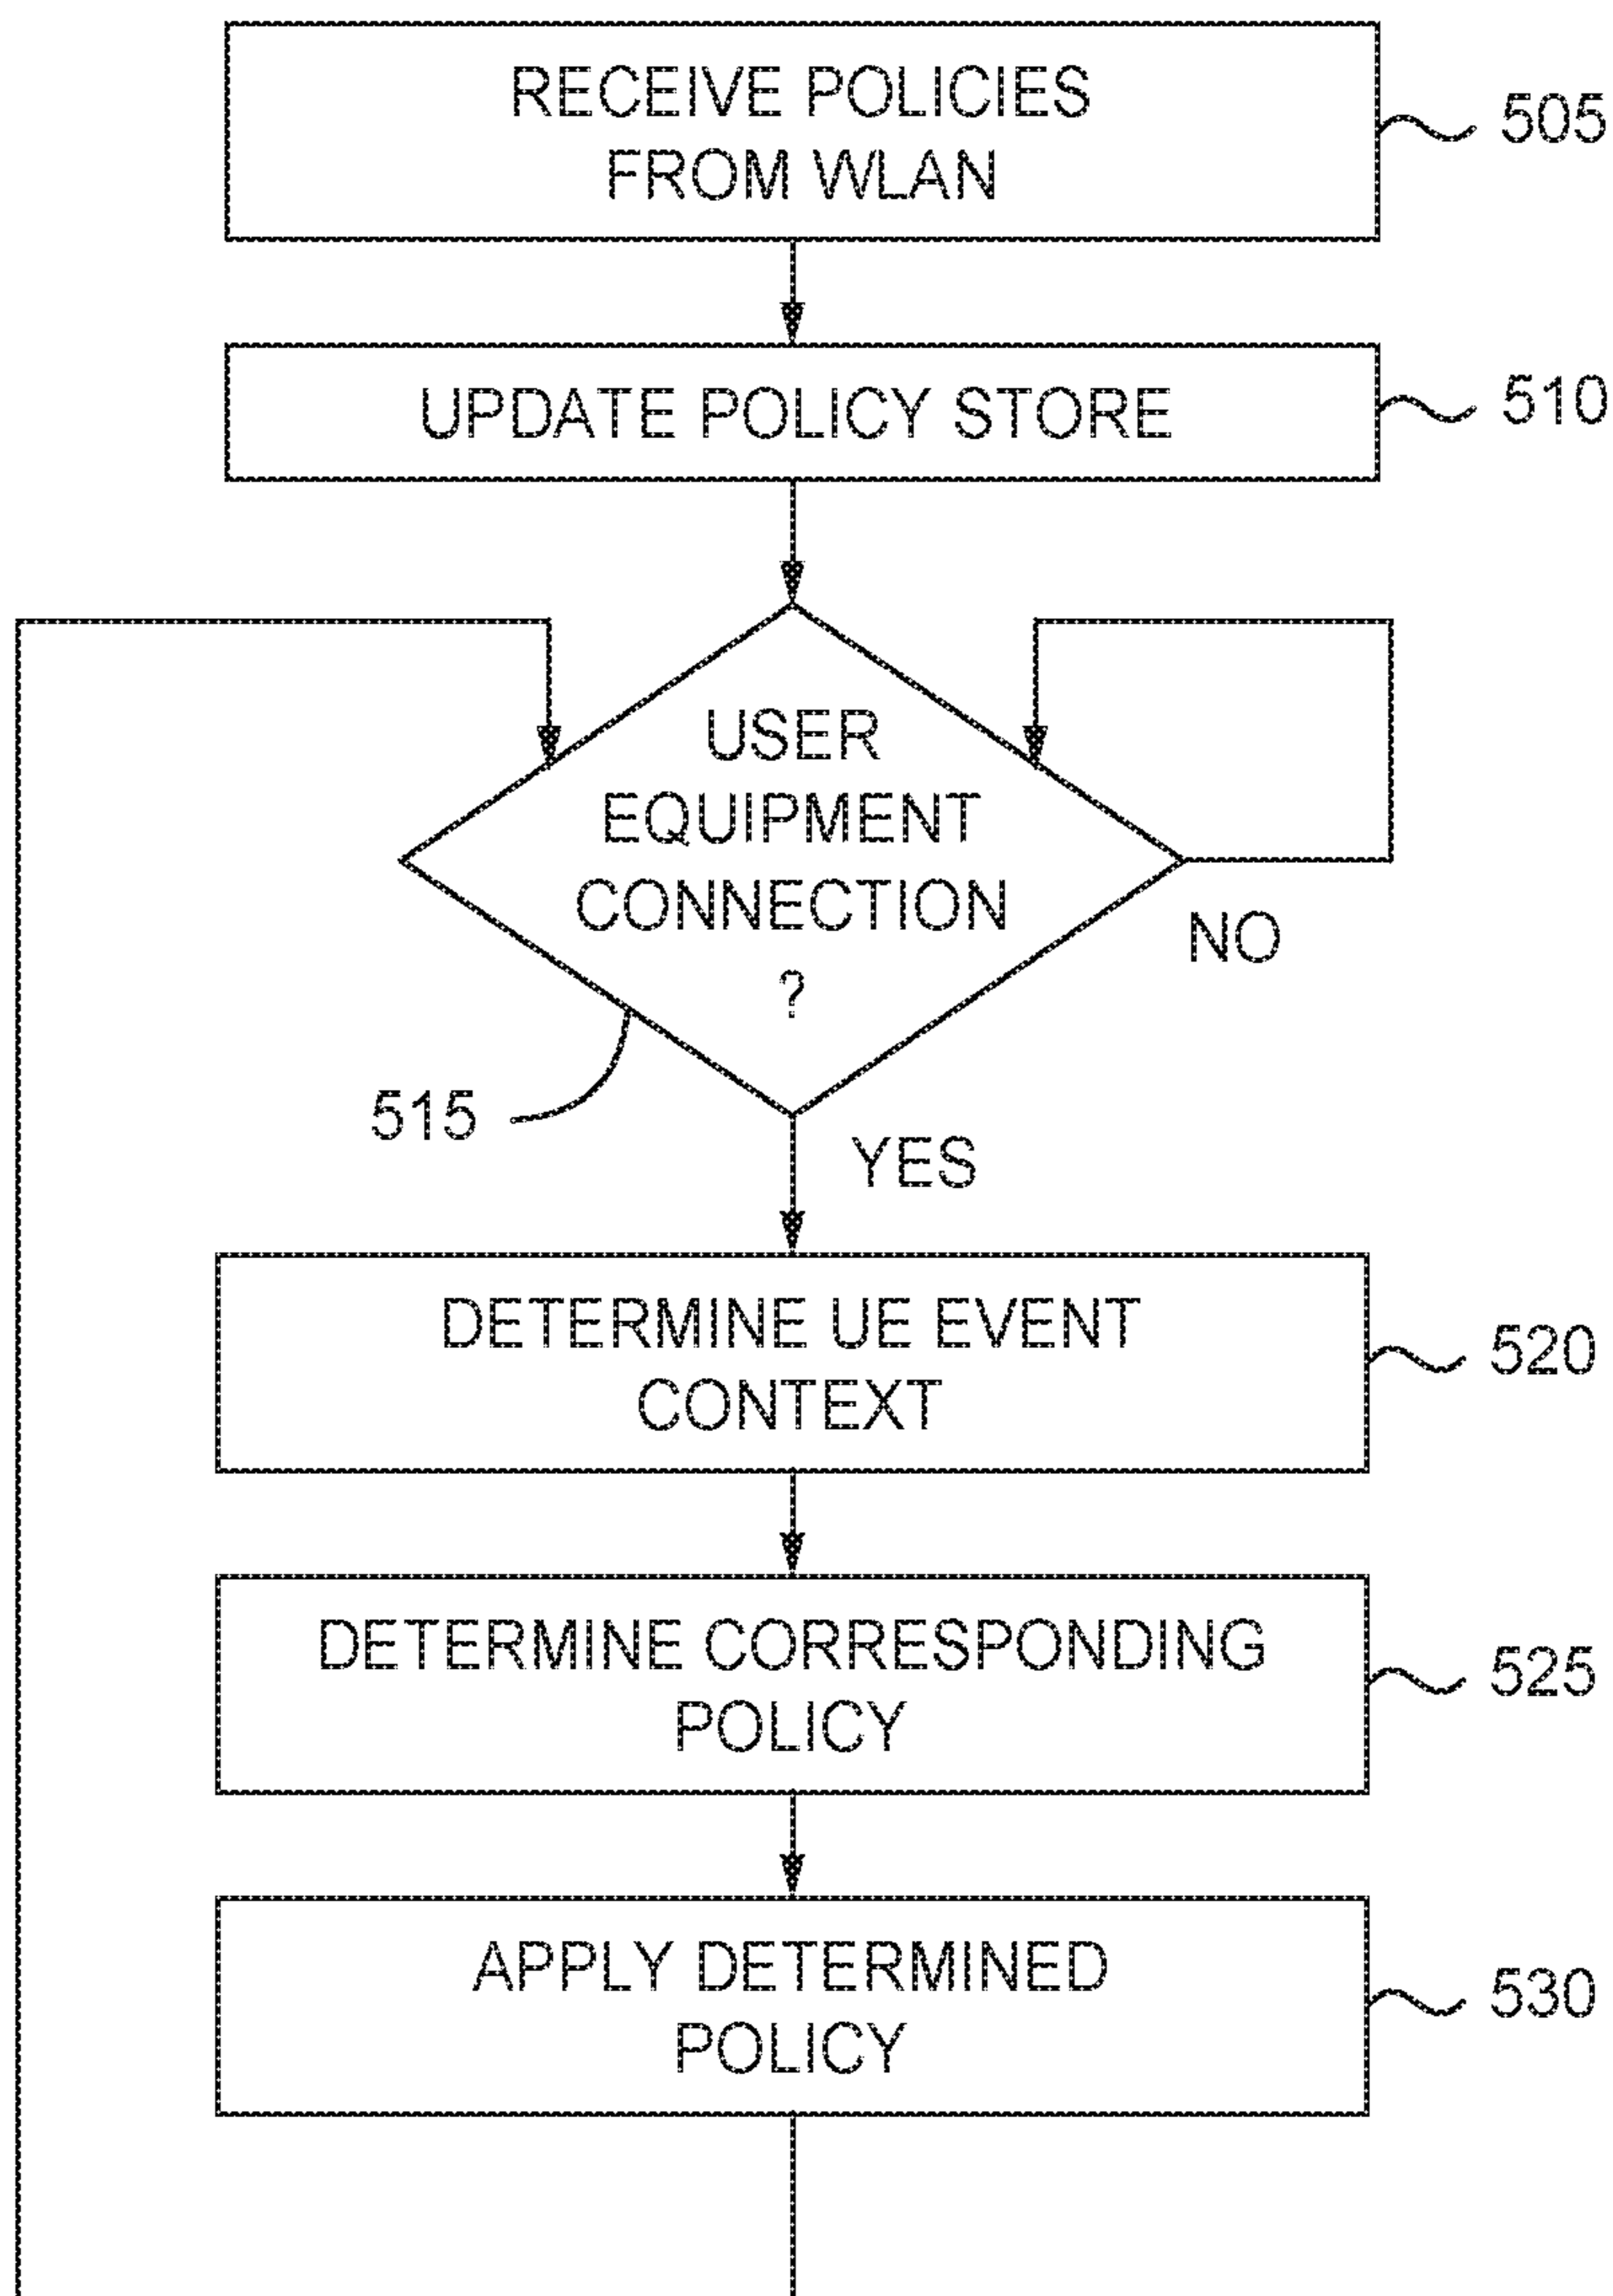 RECEIVE POLICIES
FROM WLAN
505
UPDATE POLICY STORE
510
USER
EQUIPMENT
CONNECTION
?
NO
515
YES
DETERMINE UE EVENT
CONTEXT
520
DETERMINE CORRESPONDING
POLICY
525
APPLY DETERMINED
POLICY
530